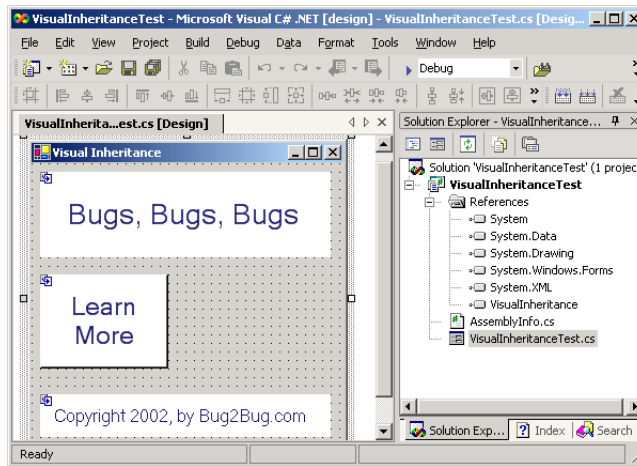 VisualInheritanceTest - Microsoft Visual C# .NET [design] - VisualInheritanceTest.cs [Desig...
File Edit View Project Build Debug Data Format Tools Window Help
Debug
VisualInherita...est.cs [Design]
Visual Inheritance
Bugs, Bugs, Bugs
Learn
More
Copyright 2002, by Bug2Bug.com
Solution Explorer - VisualInheritance...
Solution 'VisualInheritanceTest' (1 projec
VisualInheritanceTest
References
System
System.Data
System.Drawing
System.Windows.Forms
System.XML
VisualInheritance
AssemblyInfo.cs
VisualInheritanceTest.cs
Solution Exp... Index Search
Ready